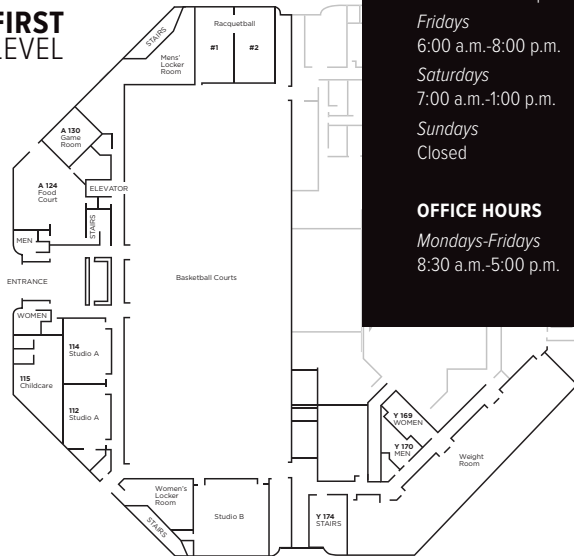 FIRST
LEVEL
STAIRS
Racquetball
#1
#2
Mens'
Locker
Room
A 130
Game
Room
A 124
Food
Court
ELEVATOR
STAIRS
MEN
ENTRANCE
Basketball Courts
WOMEN
114
Studio A
115
Childcare
112
Studio A
Women's
Locker
Room
STAIRS
Studio B
Y 174
STAIRS
Y 169
WOMEN
Y 170
MEN
Weight
Room
Fridays
6:00 a.m.-8:00 p.m.
Saturdays
7:00 a.m.-1:00 p.m.
Sundays
Closed
OFFICE HOURS
Mondays-Fridays
8:30 a.m.-5:00 p.m.